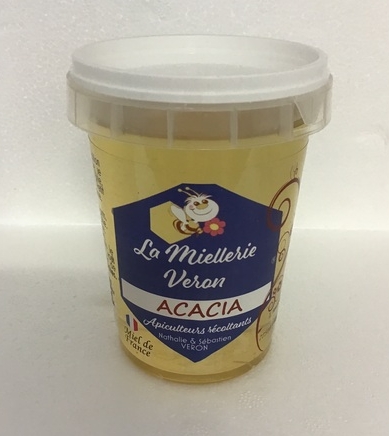 La Miellerie
Veron
ACACIA
Apiculteurs récoltants
Nathalie & Sébastien
VERON
Miel de
France